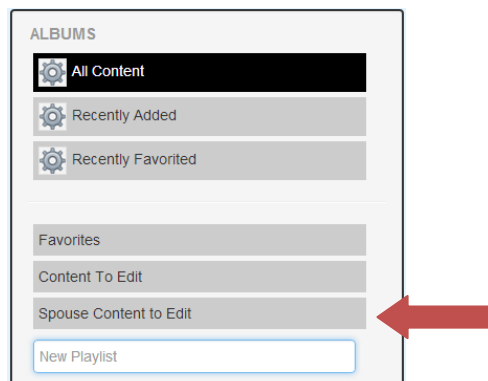 ALBUMS
All Content
Recently Added
Recently Favorited
Favorites
Content To Edit
Spouse Content to Edit
New Playlist